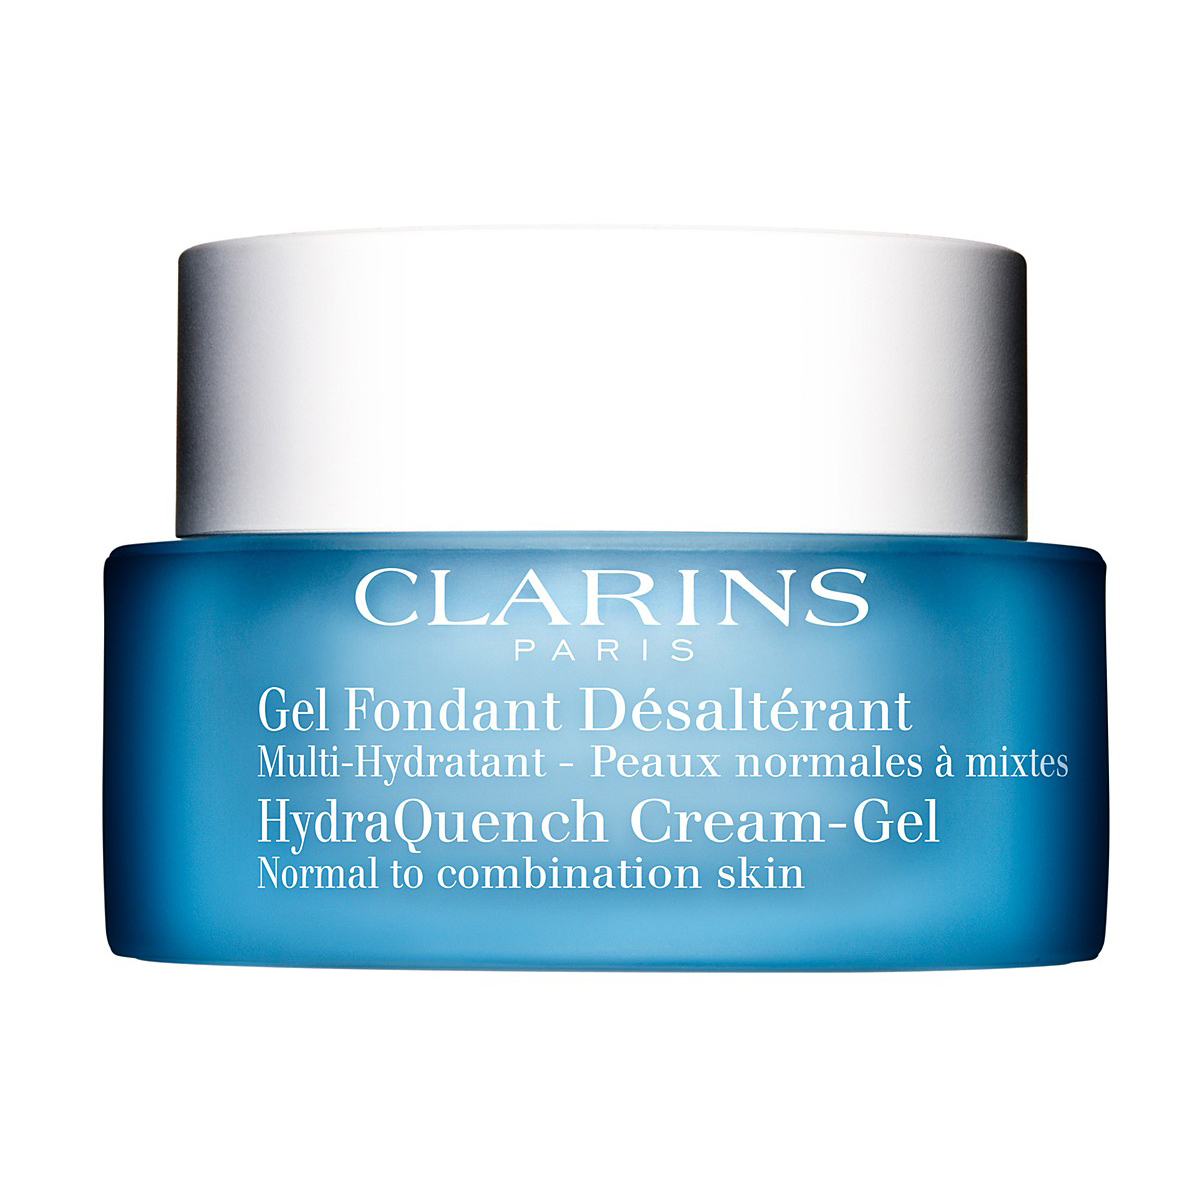 CLARINS
PARIS
Gel Fondant Désaltérant
Multi-Hydratant - Peaux normales à mixtes
HydraQuench Cream-Gel
Normal to combination skin